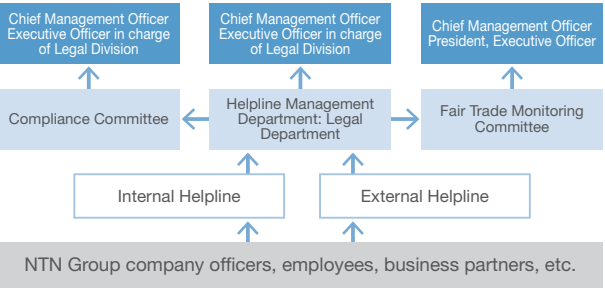 Chief Management Officer
Executive Officer in charge
of Legal Division
Chief Management Officer
Executive Officer in charge
of Legal Division
Chief Management Officer
President, Executive Officer
Compliance Committee
Helpline Management
Department: Legal
Department
Fair Trade Monitoring
Committee
Internal Helpline
External Helpline
NTN Group company officers, employees, business partners, etc.